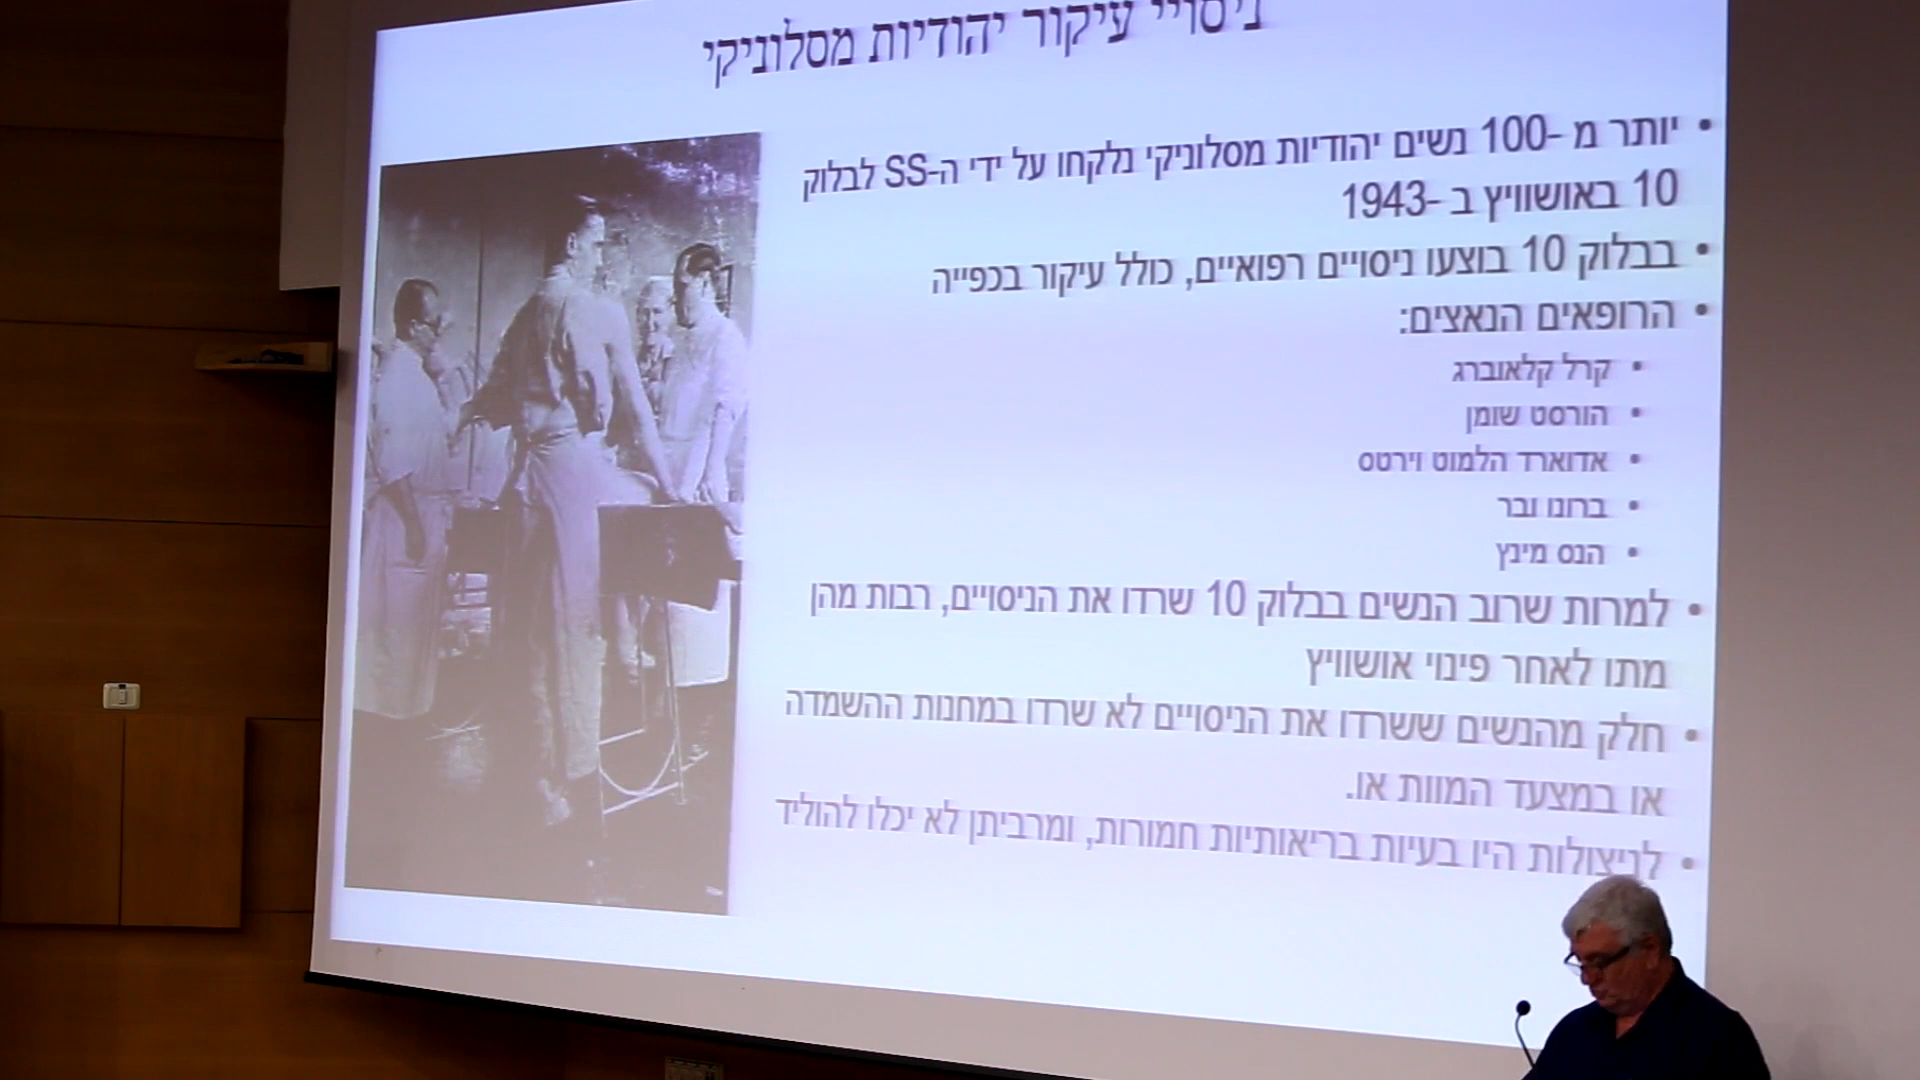 ניסויי עיקור יהודיות מסלוניקי
• יותר מ -100 נשים יהודיות מסלוניקי נלקחו על ידי ה-SS לבלוק
10 באושוויץ ב -1943
• בבלוק 10 בוצעו ניסויים רפואיים, כולל עיקור בכפייה
• הרופאים הנאצים:
• קרל קלאוברג
• הורסט שומן
• אדוארד הלמוט וירטס
• ברונו ובר
• הנס מינץ
• למרות שרוב הנשים בבלוק 10 שרדו את הניסויים, רבות מהן
מתו לאחר פינוי אושוויץ
• חלק מהנשים ששרדו את הניסויים לא שרדו במחנות ההשמדה
או במצעד המוות או.
• לניצולות היו בעיות בריאותיות חמורות, ומרביתן לא יכלו להוליד